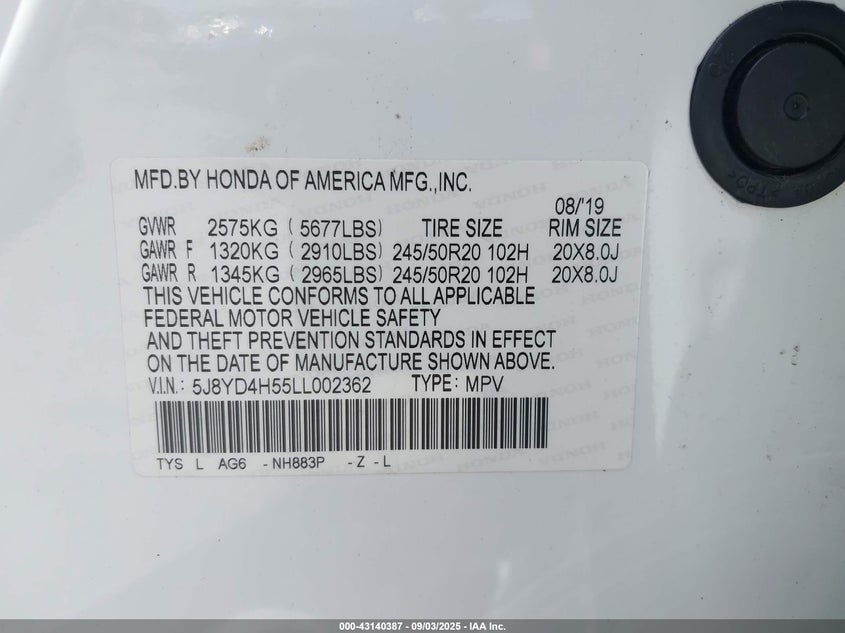 MFD.BY HONDA OF AMERICA MFG.,INC.
08/'19
GVWR 2575KG ( 5677LBS) TIRE SIZE RIM SIZE
GAWR F 1320KG ( 2910LBS) 245/50R20 102H 20X8.0J
GAWR R 1345KG ( 2965LBS) 245/50R20 102H 20X8.0J
THIS VEHICLE CONFORMS TO ALL APPLICABLE
FEDERAL MOTOR VEHICLE SAFETY
AND THEFT PREVENTION STANDARDS IN EFFECT
ON THE DATE OF MANUFACTURE SHOWN ABOVE.
V.I.N.: 5J8YD4H55LL002362 TYPE: MPV
TYS L AG6 -NH883P -Z -L
000-43140387 - 09/03/2025 - IAA Inc.